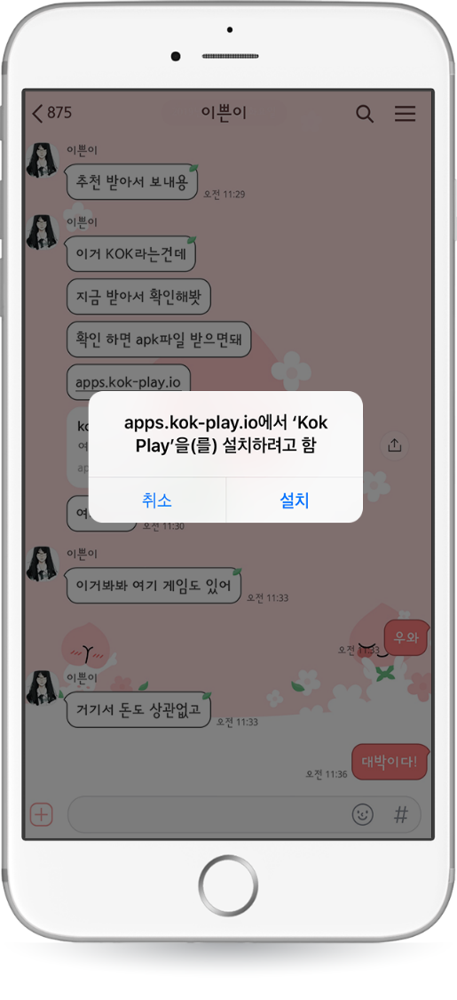 875
이쁜이
이쁜이
추천 받아서 보내용
오전 11:29
이쁜이
이거 KOK라는건데
지금 받아서 확인해봣
확인 하면 apk파일 받으면돼
apps.kok-play.io
apps.kok-play.io에서 ‘Kok
Play’을(를) 설치하려고 함
취소
설치
오전 11:30
이쁜이
이거봐봐 여기 게임도 있어
오전 11:33
우와
오전 11:33
이쁜이
거기서 돈도 상관없고
오전 11:33
대박이다!
오전 11:36
#